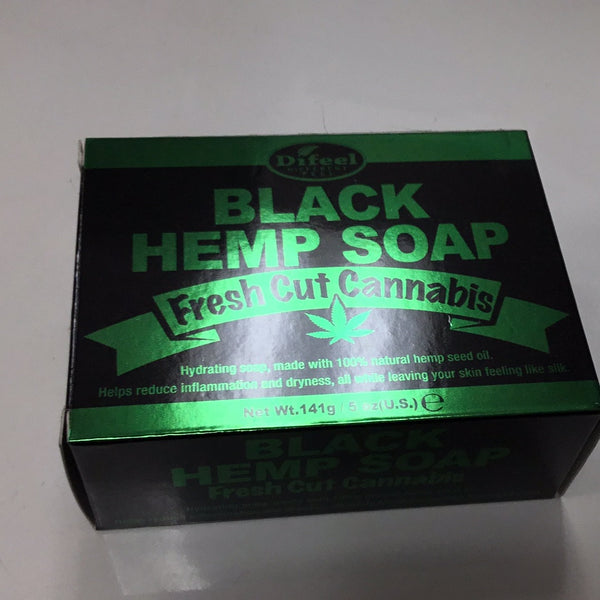 Difeel
BLACK
HEMP SOAP
Fresh Cut Cannabis
Hydrating soap, made with 100% natural hemp seed oil.
Helps reduce inflammation and dryness, all while leaving your skin feeling like silk.
Net Wt.141g / 5 oz(U.S.) ℮
BLACK
HEMP SOAP
Fresh Cut Cannabis